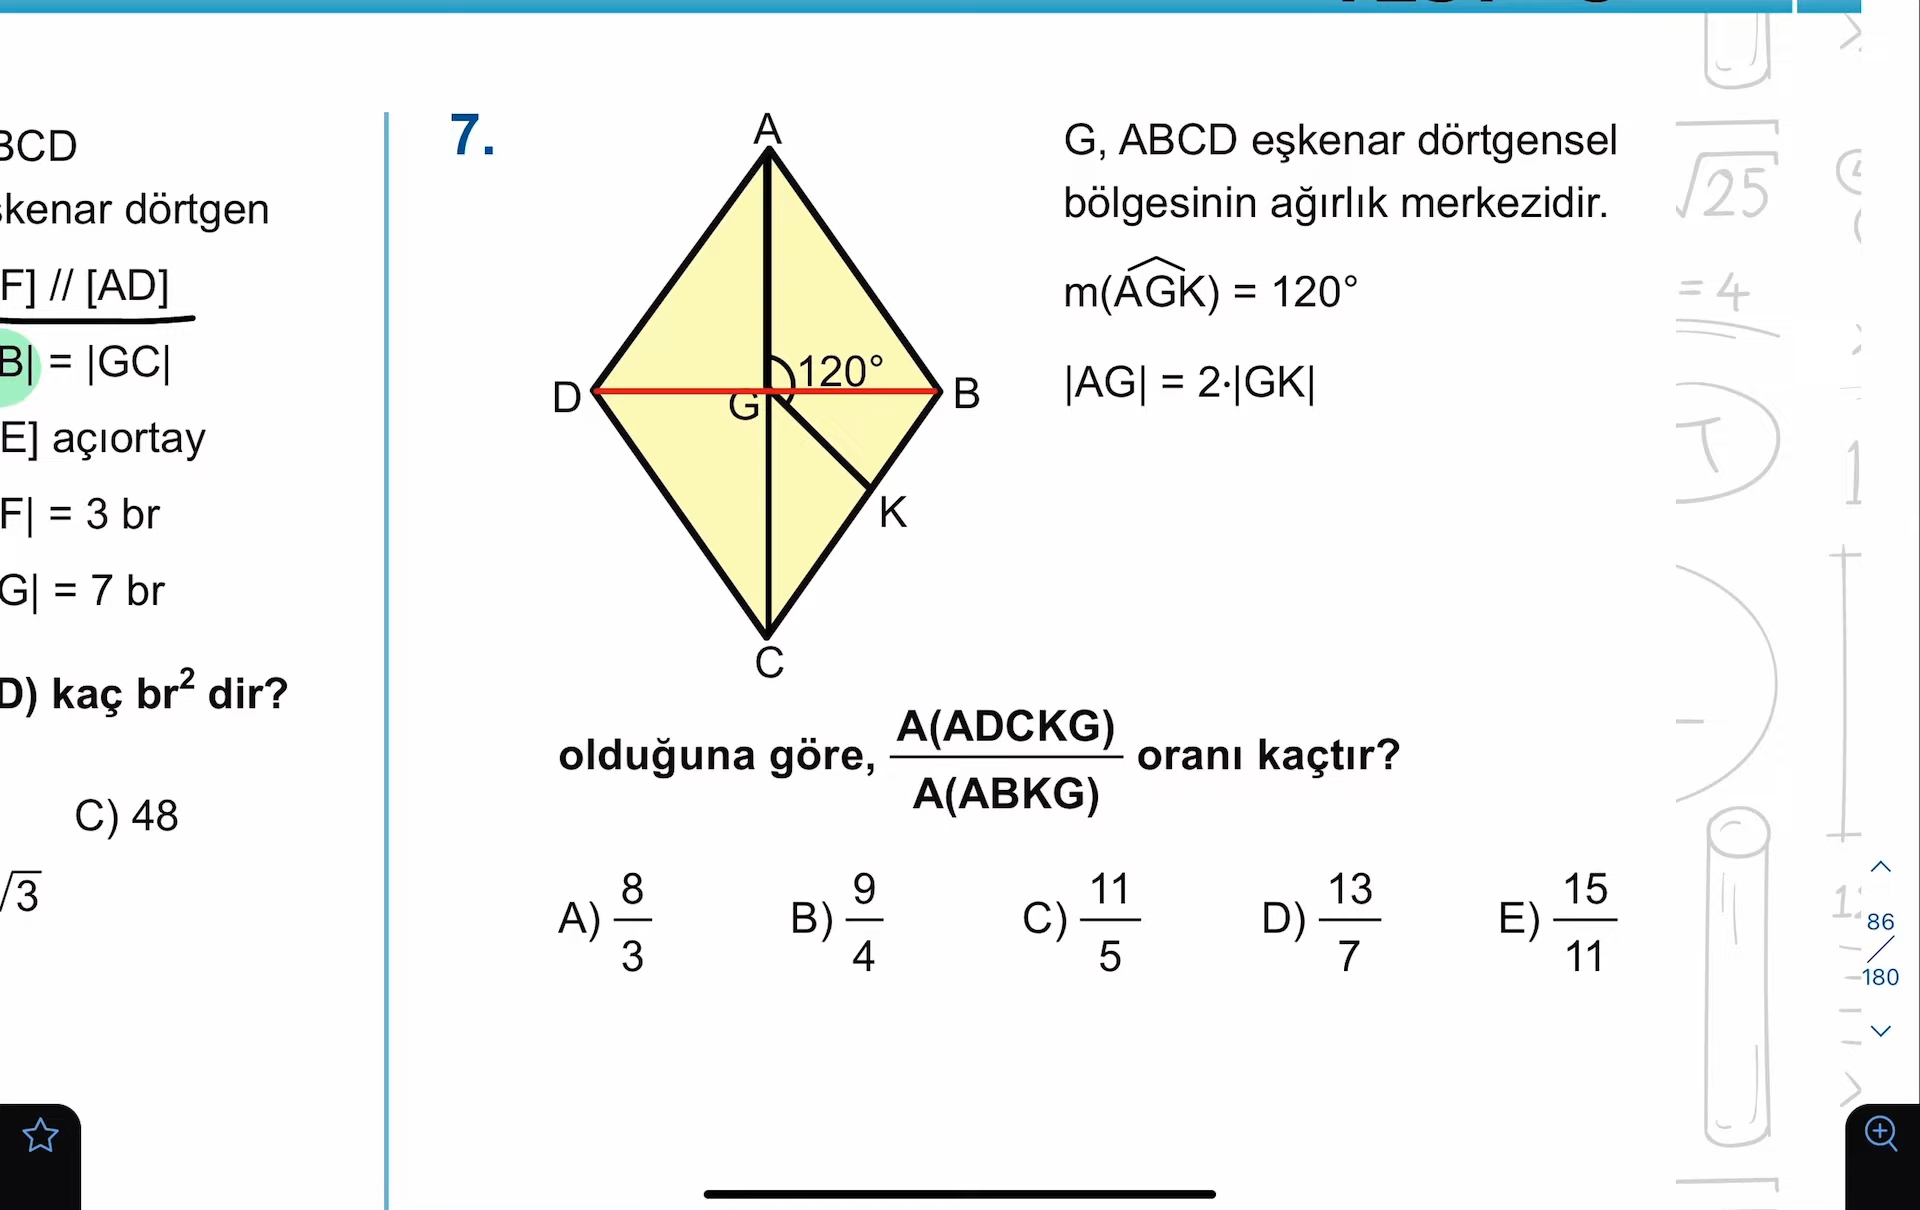 BCD
kenar dörtgen
F] // [AD]
B| = |GC|
E] açıortay
F| = 3 br
G| = 7 br
D) kaç br² dir?
C) 48
√3
7.
A
D
G
120°
B
K
C
G, ABCD eşkenar dörtgensel
bölgesinin ağırlık merkezidir.
m(AGK) = 120°
|AG| = 2·|GK|
olduğuna göre, A(ADCKG) / A(ABKG) oranı kaçtır?
A) 8/3 B) 9/4 C) 11/5 D) 13/7 E) 15/11
√25
= 4
T
1
86
/
180